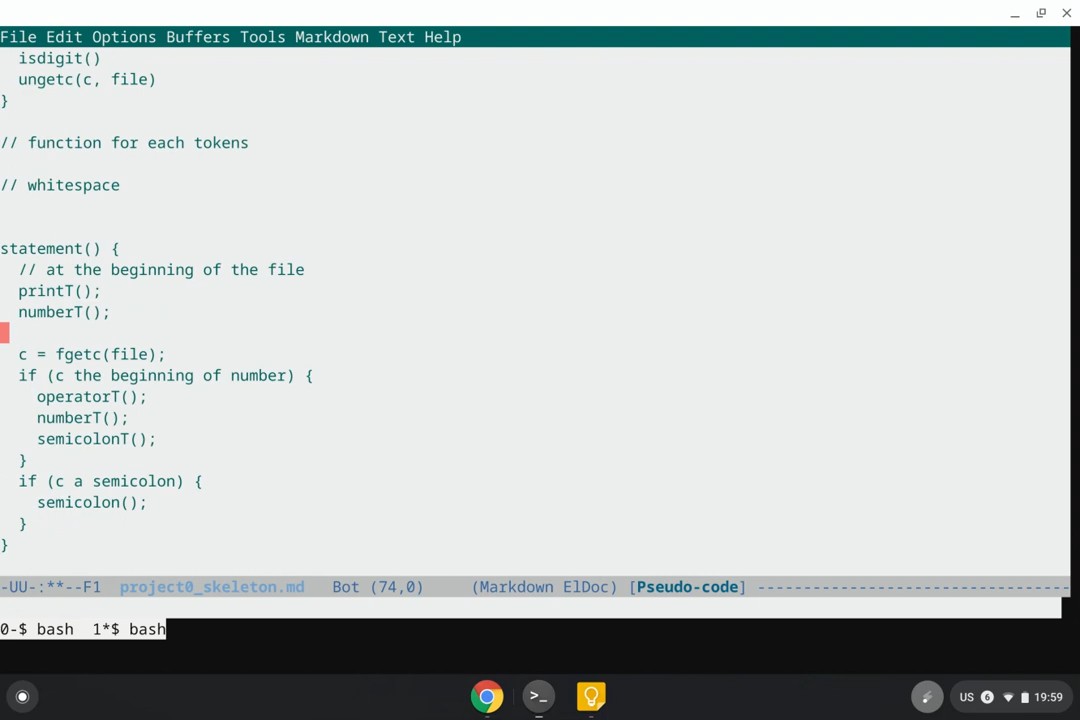 File Edit Options Buffers Tools Markdown Text Help
  isdigit()
  ungetc(c, file)
}
// function for each tokens
// whitespace
statement() {
  // at the beginning of the file
  printT();
  numberT();
  c = fgetc(file);
  if (c the beginning of number) {
    operatorT();
    numberT();
    semicolonT();
  }
  if (c a semicolon) {
    semicolon();
  }
}
-UU-:**--F1  project0_skeleton.md   Bot (74,0)     (Markdown ElDoc) [Pseudo-code] ----------------------------------
0-$ bash  1*$ bash
>_ US 6 19:59